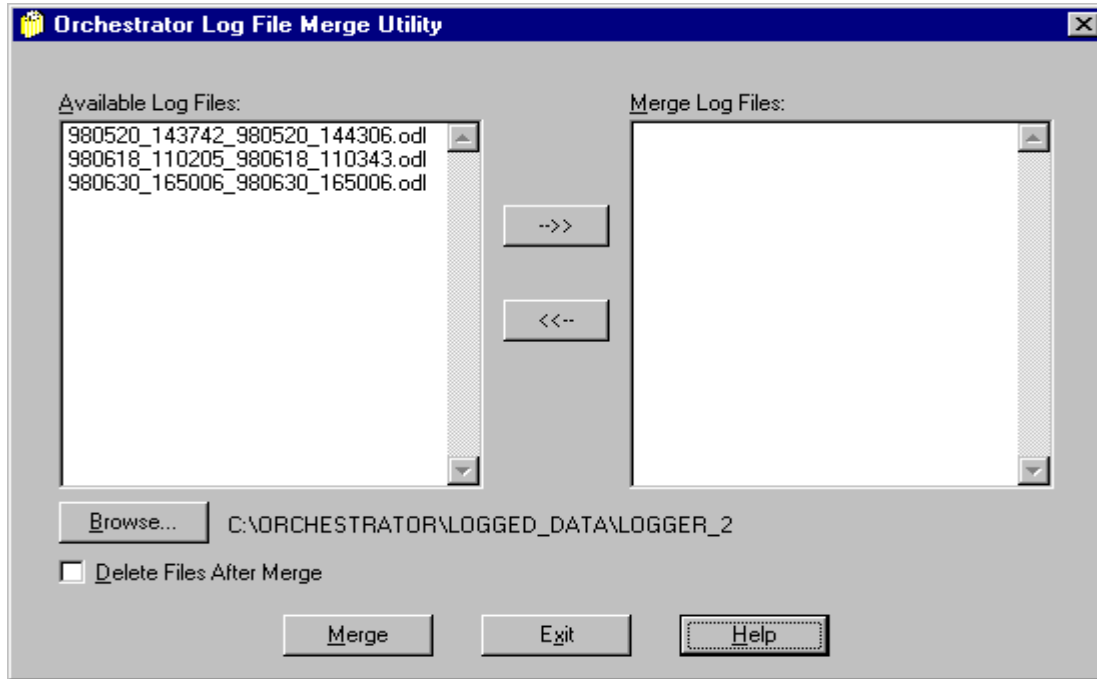 Orchestrator Log File Merge Utility
Available Log Files:
Merge Log Files:
980520_143742_980520_144306.odl
980618_110205_980618_110343.odl
980630_165006_980630_165006.odl
-->>
<<--
Browse... C:\ORCHESTRATOR\LOGGED_DATA\LOGGER_2
Delete Files After Merge
Merge Exit Help